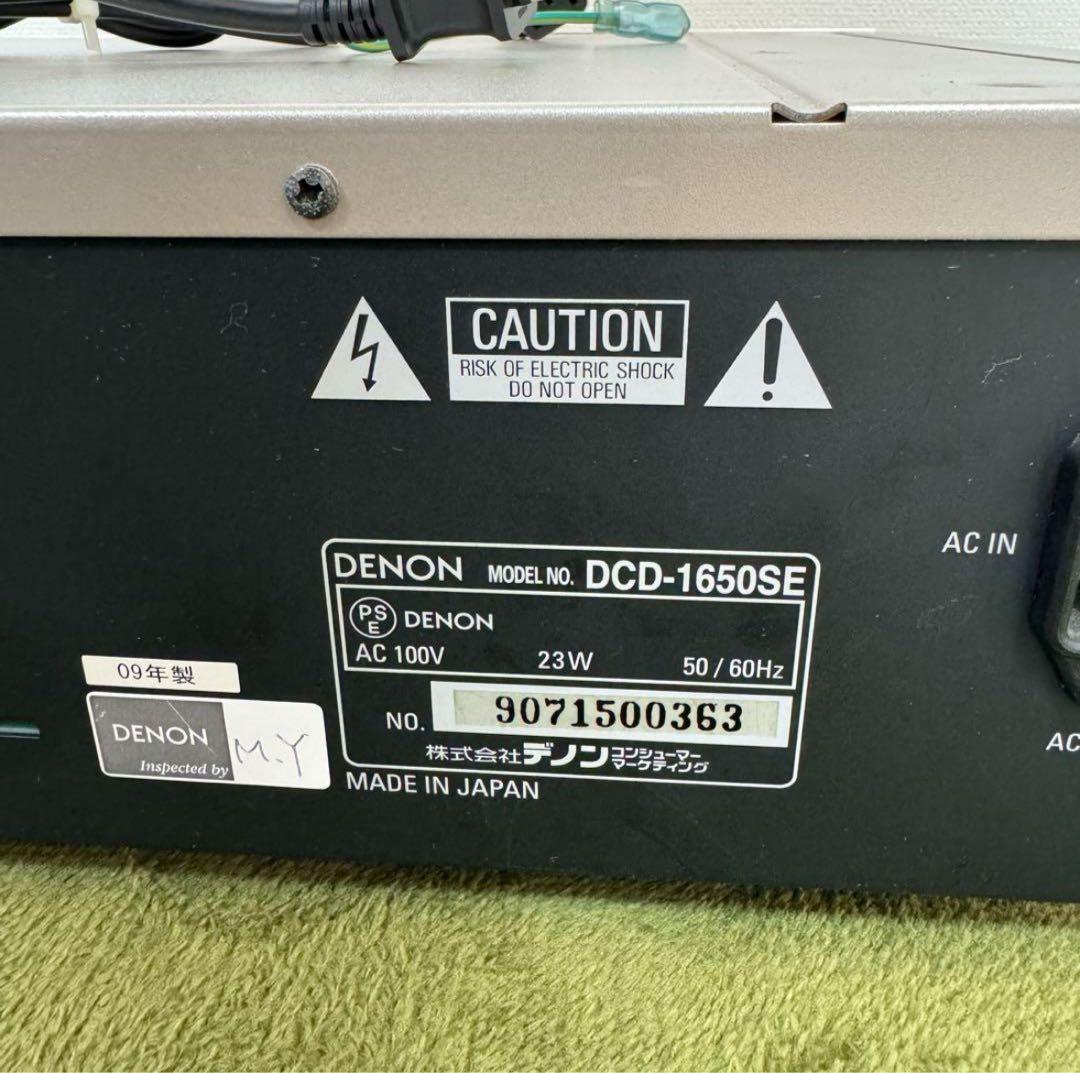 CAUTION
RISK OF ELECTRIC SHOCK
DO NOT OPEN
AC IN
DENON MODEL NO. DCD-1650SE
PSE DENON
AC 100V 23W 50/60Hz
NO. 9071500363
株式会社デノン コンシューマー
マーケティング
MADE IN JAPAN
09年製
DENON M.Y
Inspected by
AC